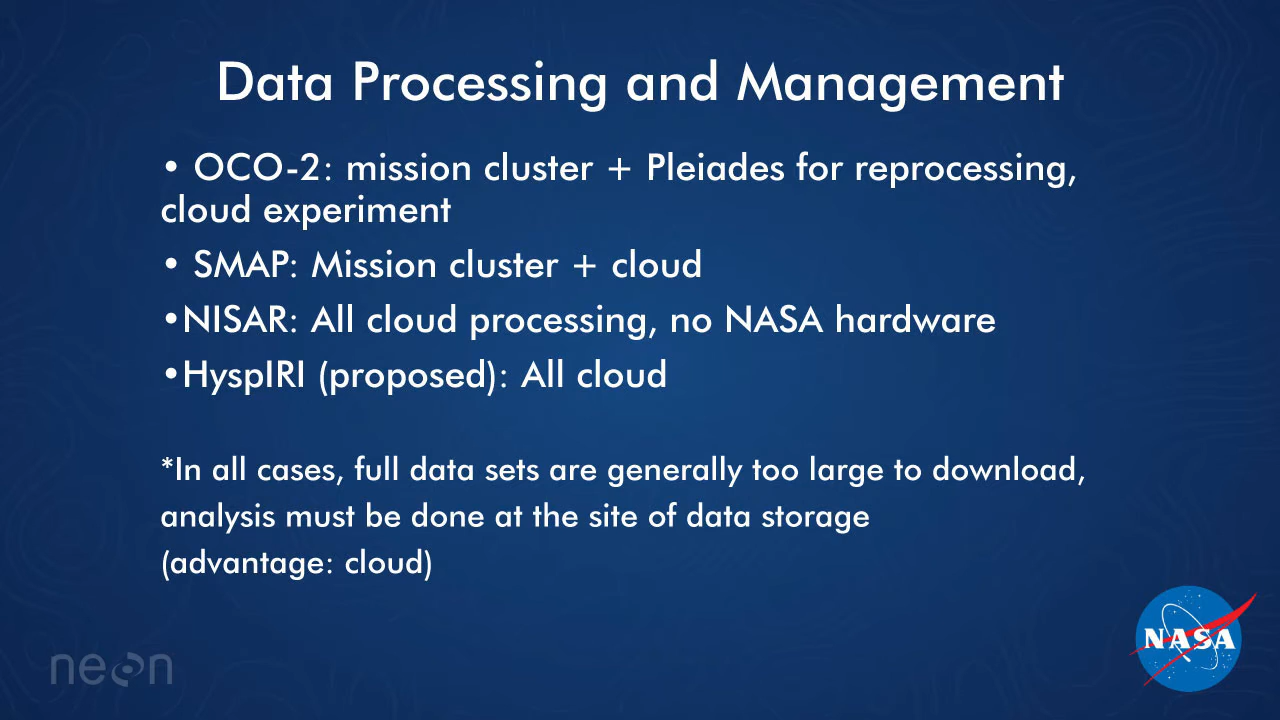 Data Processing and Management
• OCO-2: mission cluster + Pleiades for reprocessing,
cloud experiment
• SMAP: Mission cluster + cloud
•NISAR: All cloud processing, no NASA hardware
•HyspIRI (proposed): All cloud
*In all cases, full data sets are generally too large to download,
analysis must be done at the site of data storage
(advantage: cloud)
NASA
neon